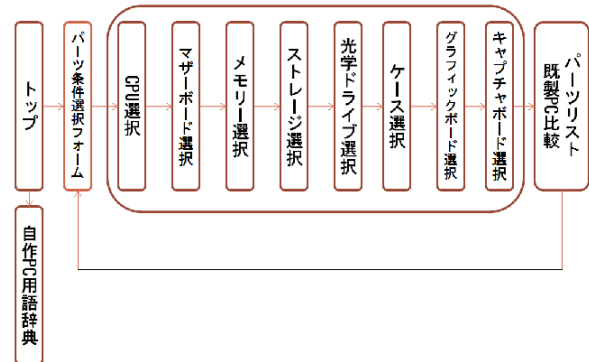 トップ
パーツ条件選択フォーム
CPU選択
マザーボード選択
メモリー選択
ストレージ選択
光学ドライブ選択
ケース選択
グラフィックボード選択
キャプチャボード選択
パーツリスト
既製PC比較
自作PC用語辞典